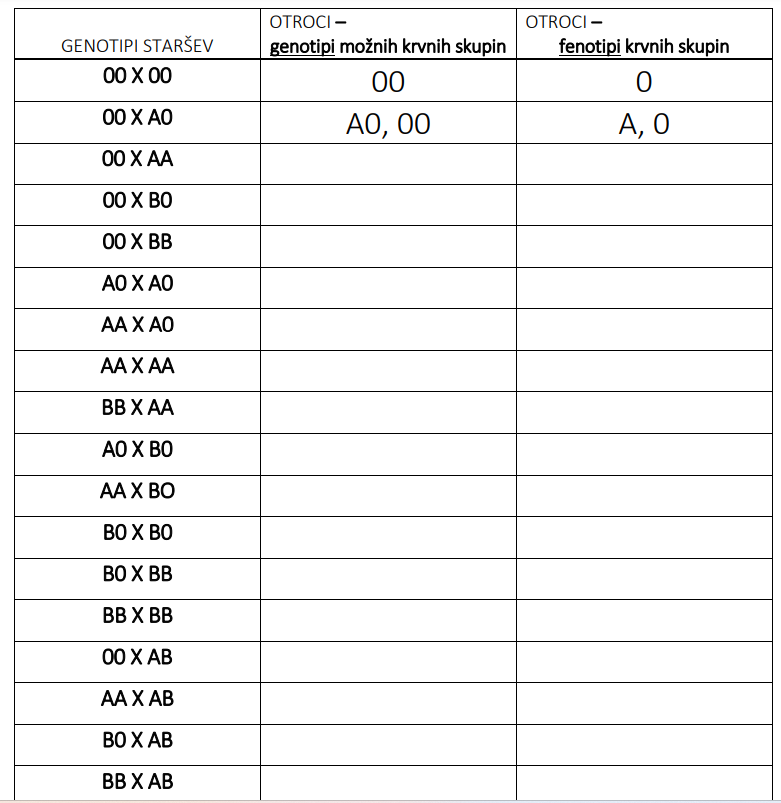 GENOTIPI STARŠEV
OTROCI –
genotipi možnih krvnih skupin
OTROCI –
fenotipi krvnih skupin
00 X 00
00
0
00 X A0
A0, 00
A, 0
00 X AA
00 X B0
00 X BB
A0 X A0
AA X A0
AA X AA
BB X AA
A0 X B0
AA X BO
B0 X B0
B0 X BB
BB X BB
00 X AB
AA X AB
B0 X AB
BB X AB